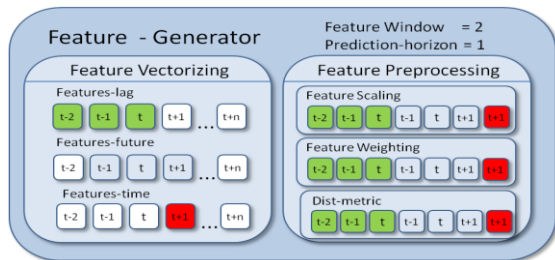 Feature - Generator
Feature Window = 2
Prediction-horizon = 1
Feature Vectorizing
Features-lag
t-2 t-1 t t+1 ... t+n
Features-future
t-2 t-1 t t+1 ... t+n
Features-time
t-2 t-1 t t+1 ... t+n
Feature Preprocessing
Feature Scaling
t-2 t-1 t t-1 t t+1 t+1
Feature Weighting
t-2 t-1 t t-1 t t+1 t+1
Dist-metric
t-2 t-1 t t-1 t t+1 t+1